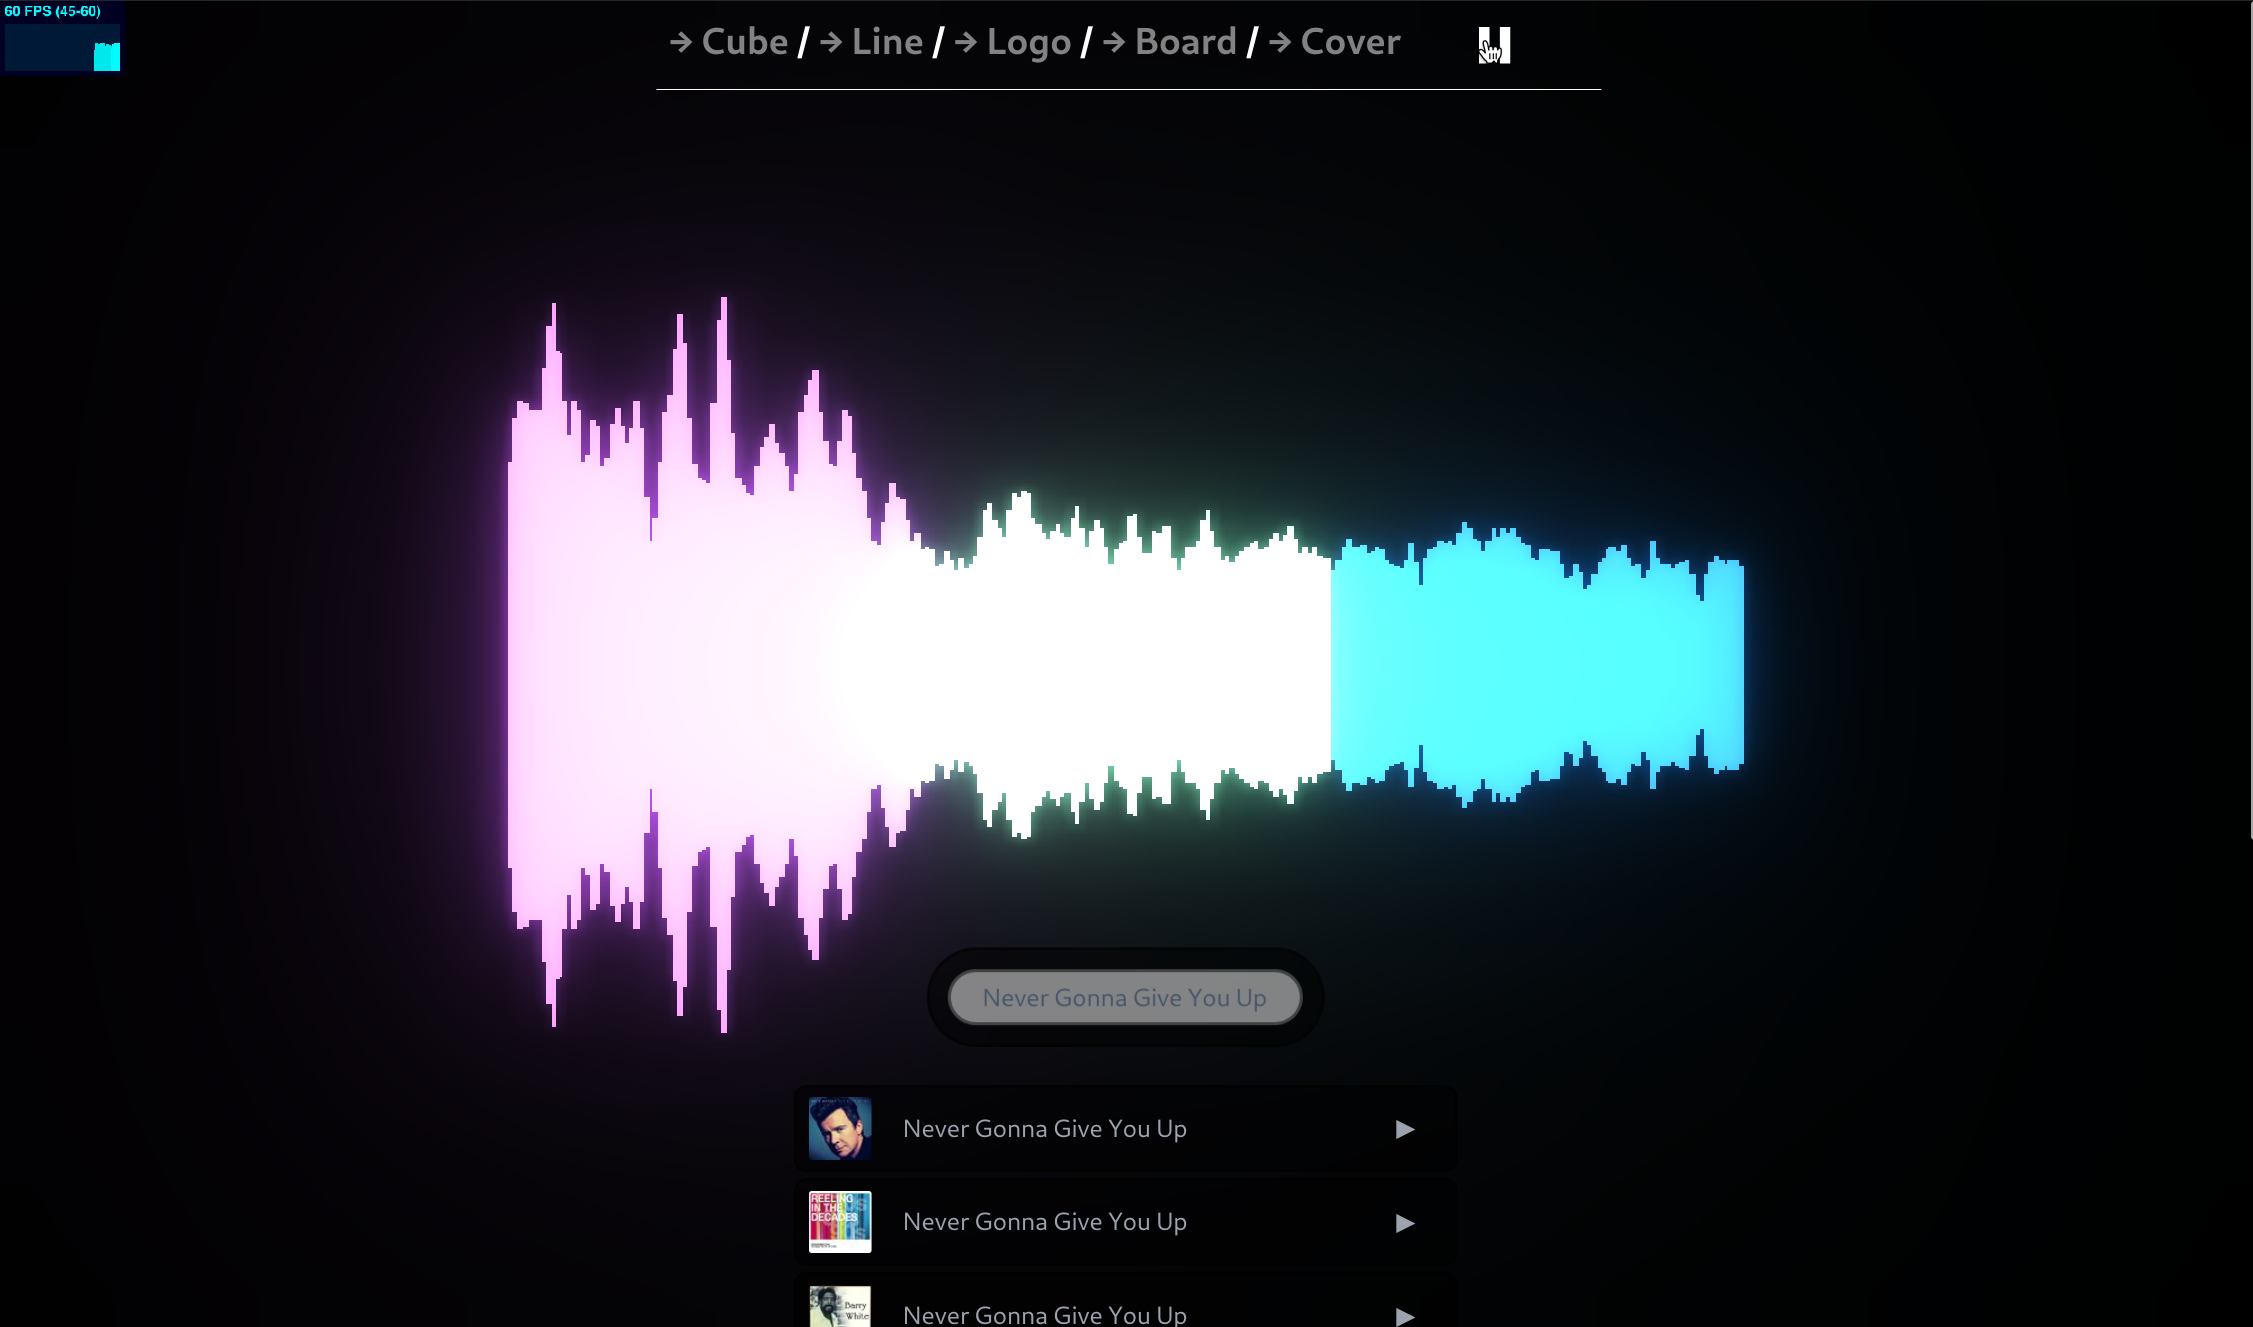 60 FPS (45-60)
→ Cube / → Line / → Logo / → Board / → Cover
Never Gonna Give You Up
Never Gonna Give You Up
REELING
IN THE
DECADES
Never Gonna Give You Up
Barry
White
Never Gonna Give You Up